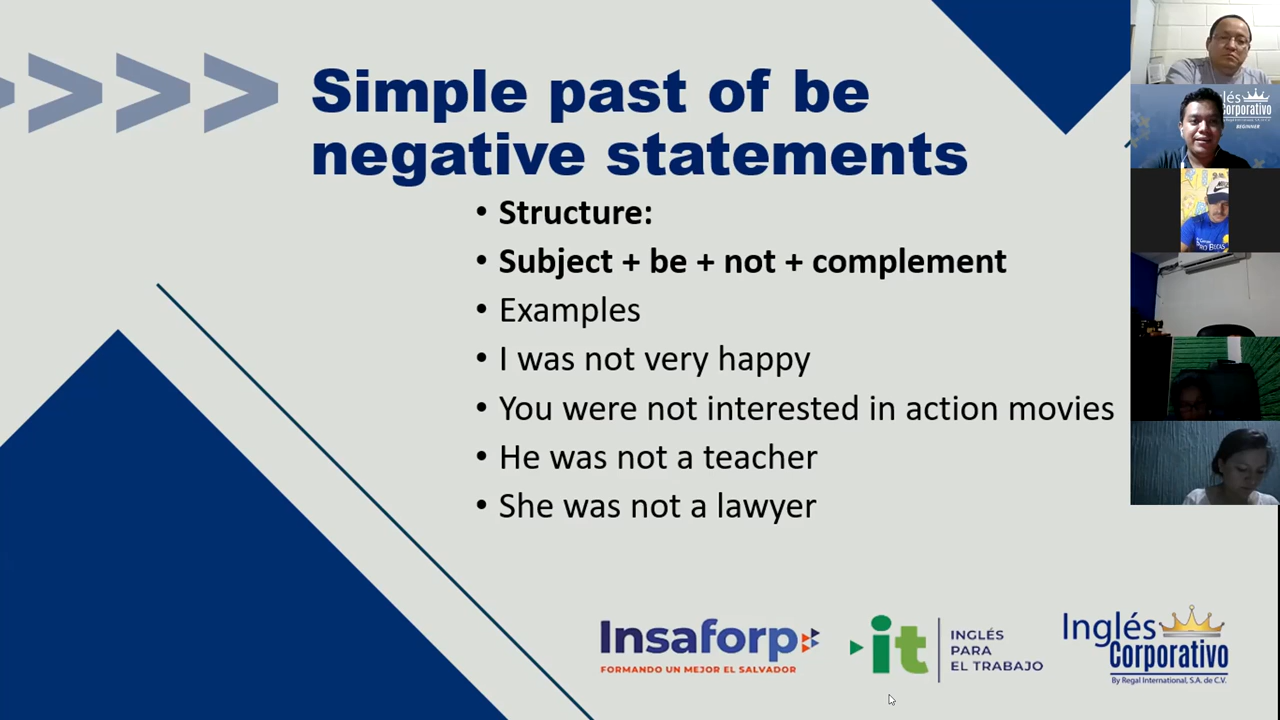 Simple past of be
negative statements
• Structure:
• Subject + be + not + complement
• Examples
• I was not very happy
• You were not interested in action movies
• He was not a teacher
• She was not a lawyer
Insaforp
FORMANDO UN MEJOR EL SALVADOR
it
INGLÉS
PARA
EL TRABAJO
Inglés
Corporativo
By Regal International, S.A. de C.V.
glés
Corporativo
BEGINNER